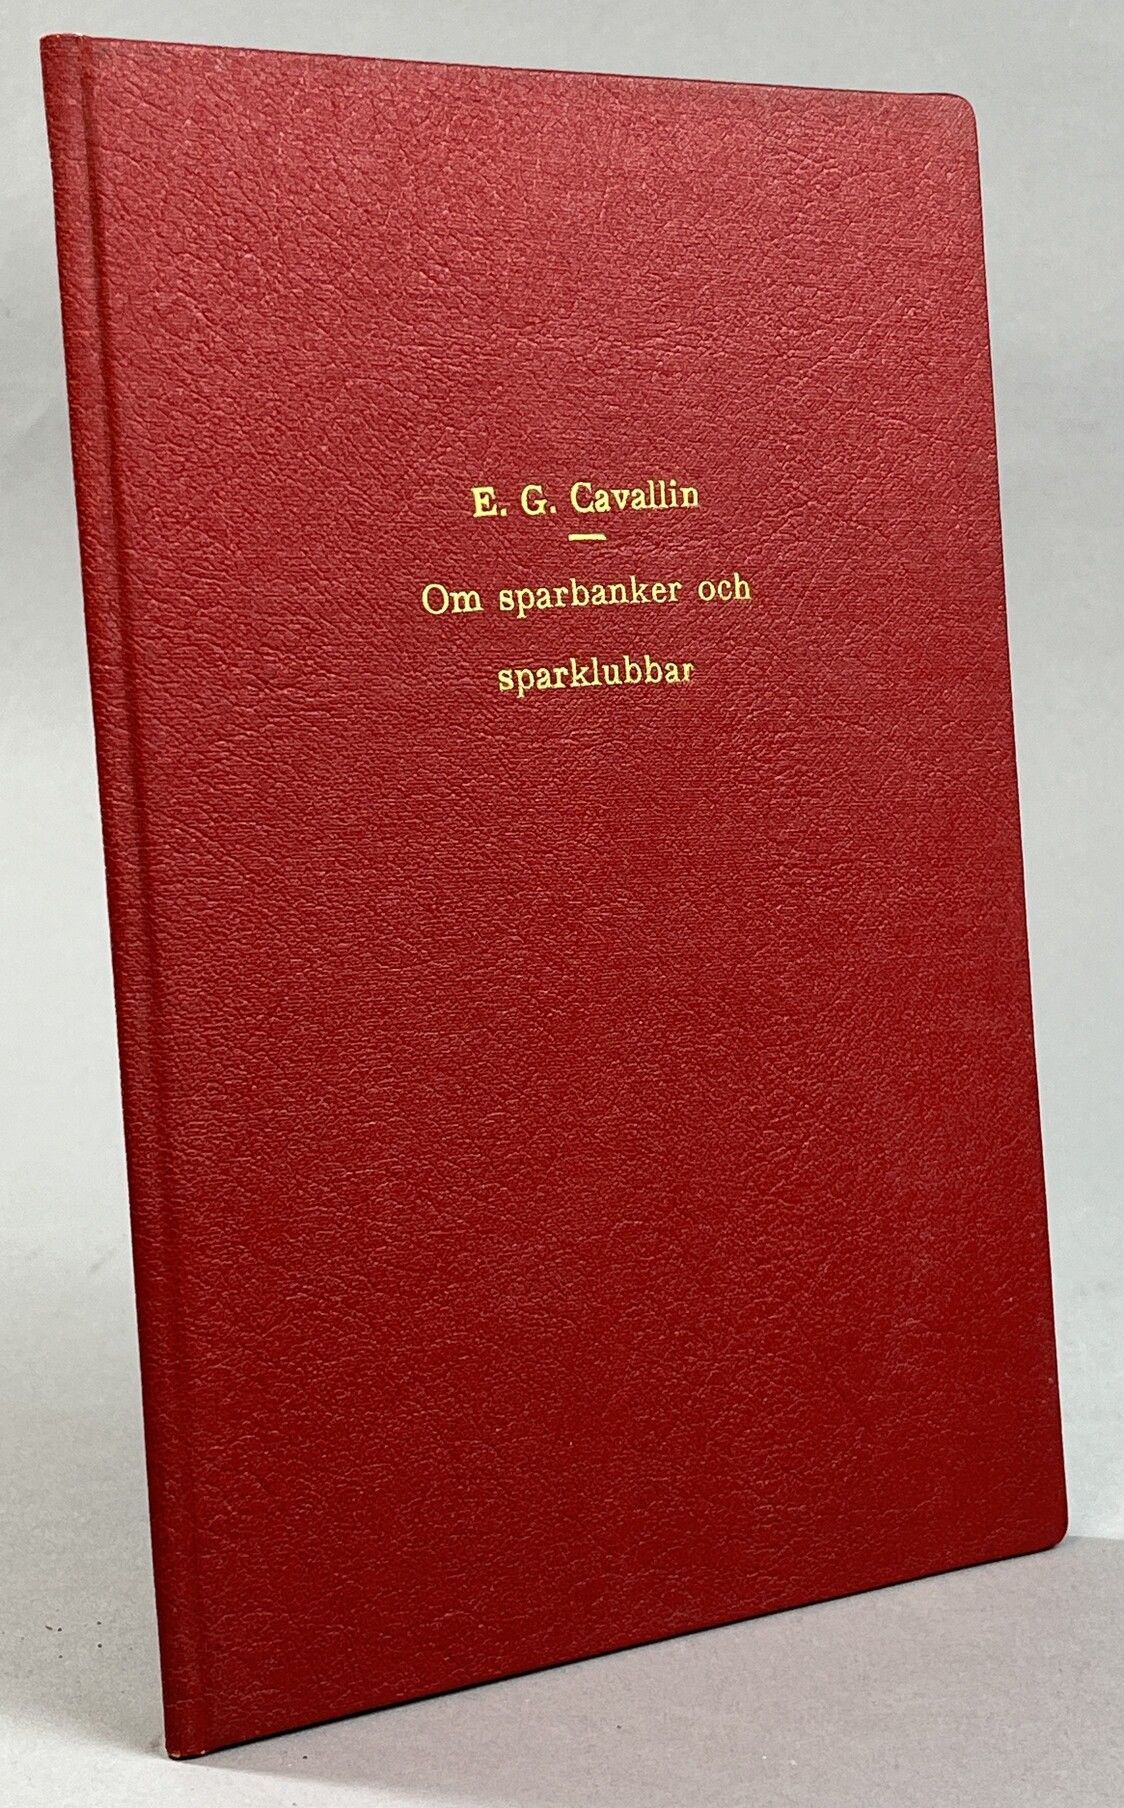 E. G. Cavallin
Om sparbanker och
sparklubbar